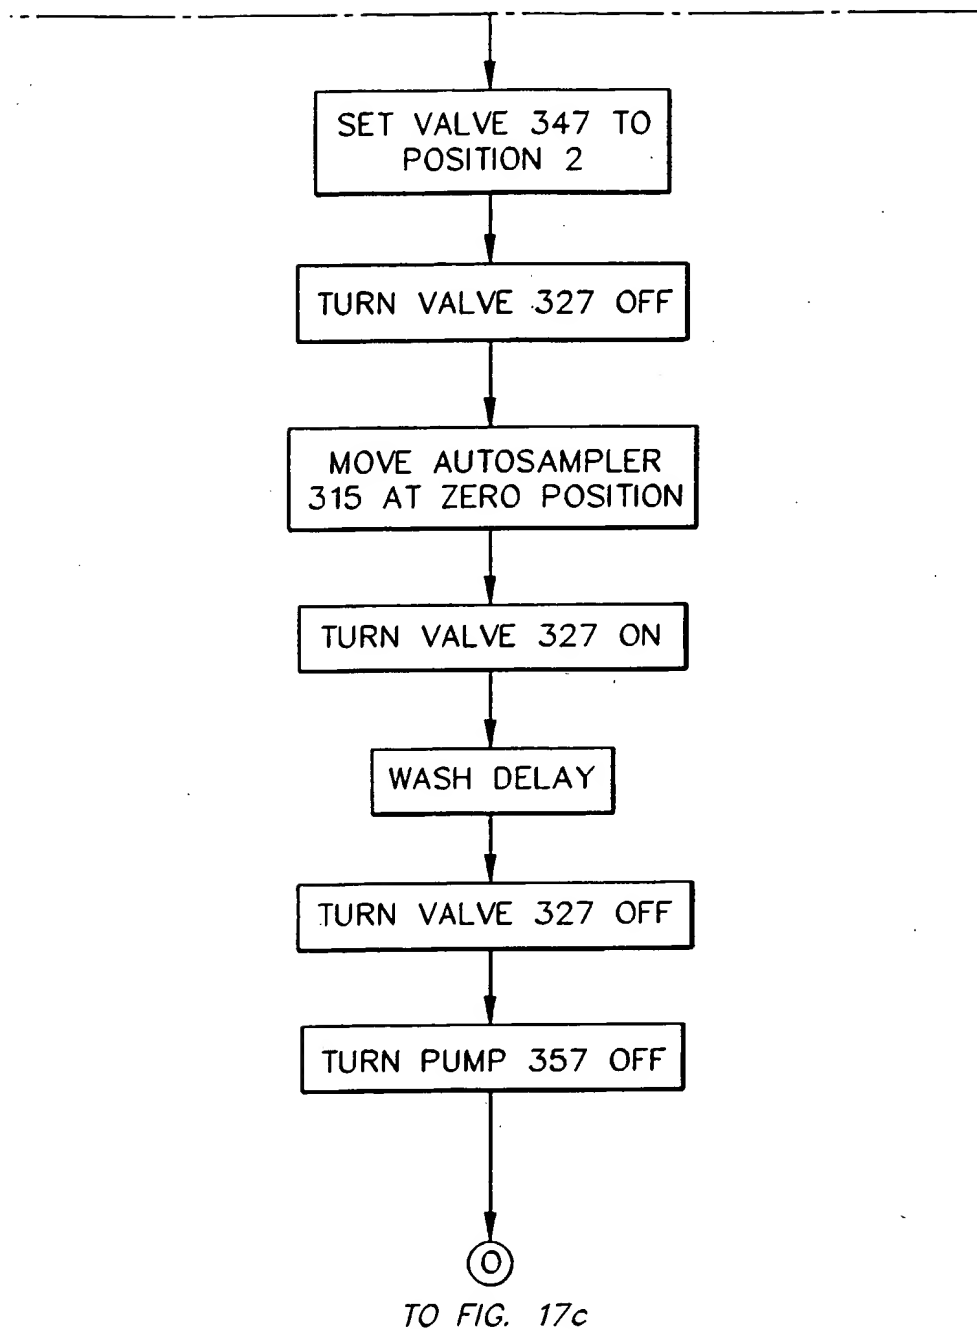 SET VALVE 347 TO
POSITION 2
TURN VALVE 327 OFF
MOVE AUTOSAMPLER
315 AT ZERO POSITION
TURN VALVE 327 ON
WASH DELAY
TURN VALVE 327 OFF
TURN PUMP 357 OFF
O
TO FIG. 17c